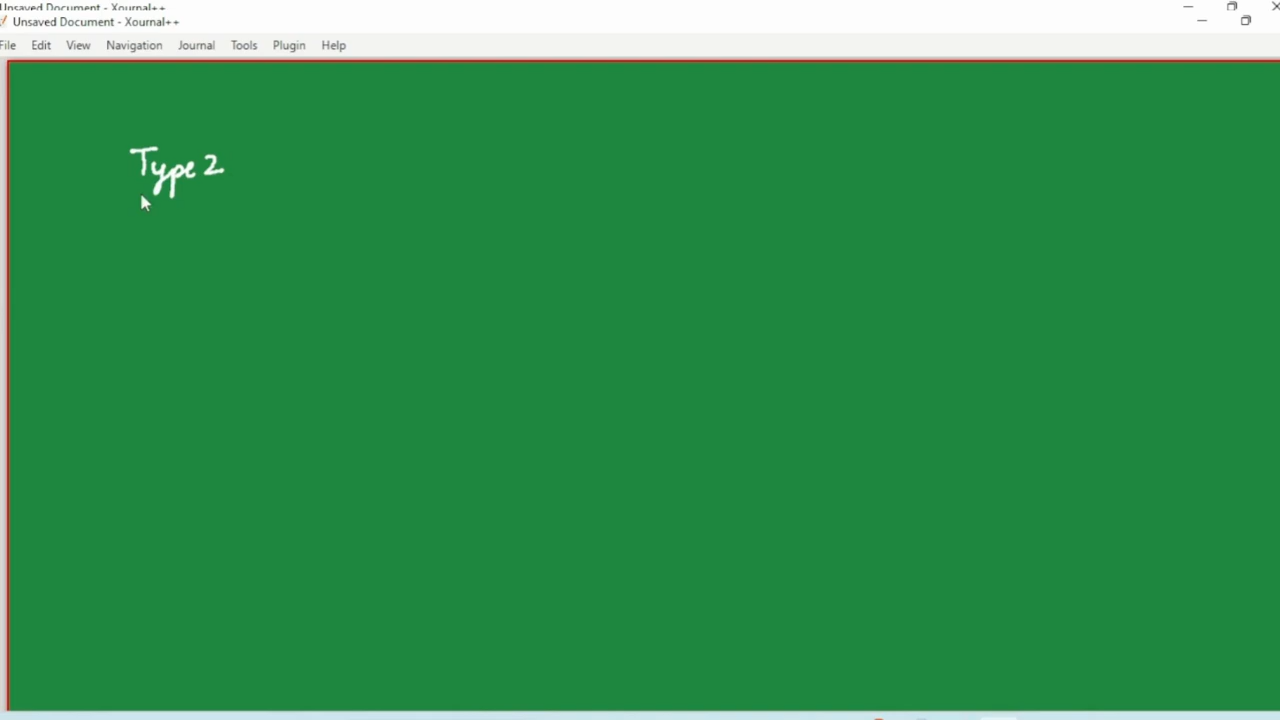 Unsaved Document - Xournal++
Unsaved Document - Xournal++
File Edit View Navigation Journal Tools Plugin Help
Type 2